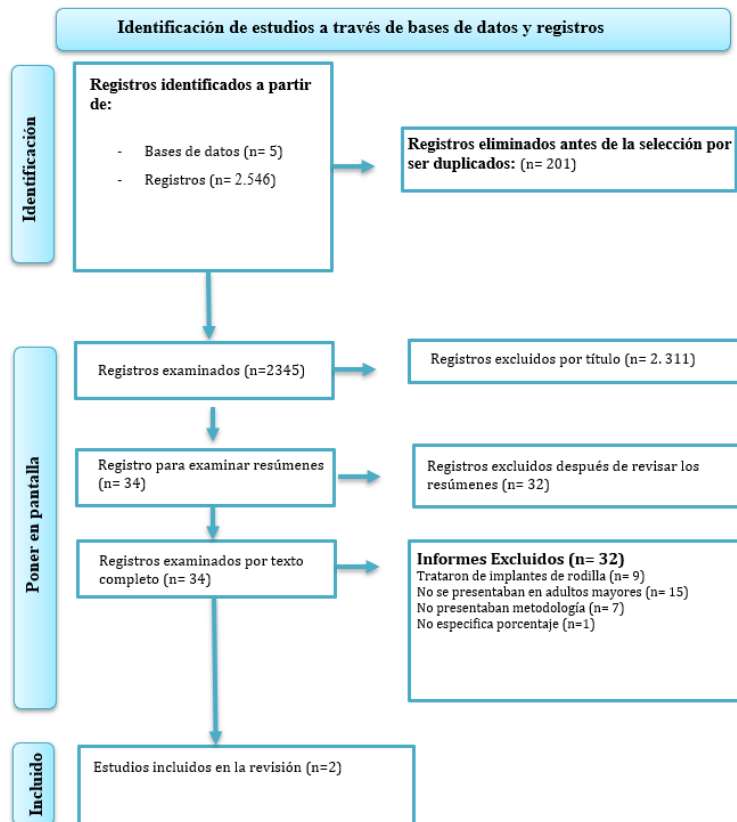 Identificación de estudios a través de bases de datos y registros
Identificación
Registros identificados a partir
de:
- Bases de datos (n= 5)
- Registros (n= 2.546)
Registros eliminados antes de la selección por
ser duplicados: (n= 201)
Poner en pantalla
Registros examinados (n=2345)
Registros excluidos por título (n= 2. 311)
Registro para examinar resúmenes
(n= 34)
Registros excluidos después de revisar los
resúmenes (n= 32)
Registros examinados por texto
completo (n= 34)
Informes Excluidos (n= 32)
Trataron de implantes de rodilla (n= 9)
No se presentaban en adultos mayores (n= 15)
No presentaban metodología (n= 7)
No especifica porcentaje (n=1)
Incluido
Estudios incluidos en la revisión (n=2)